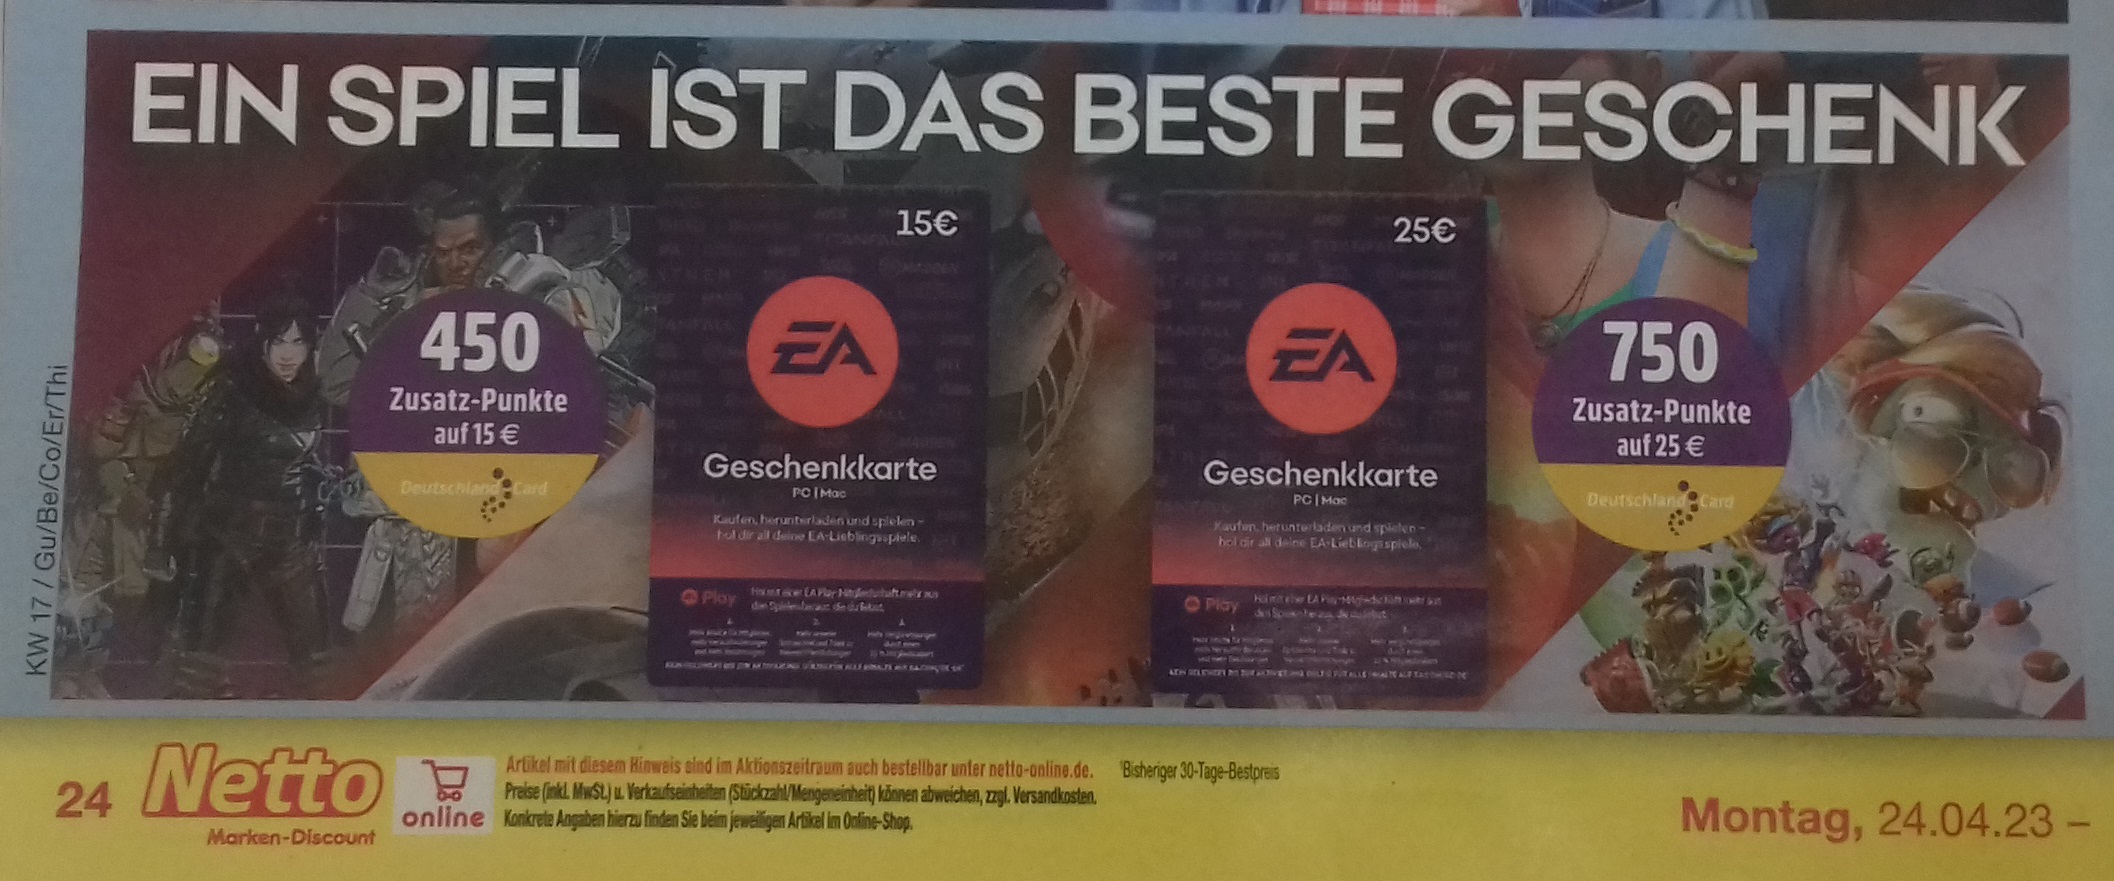 EIN SPIEL IST DAS BESTE GESCHENK
450
Zusatz-Punkte
auf 15 €
DeutschlandCard
15€
EA
Geschenkkarte
PC | Mac
Kaufen, herunterladen und spielen –
hol dir all deine EA-Lieblingsspiele.
EA Play
25€
EA
Geschenkkarte
PC | Mac
Kaufen, herunterladen und spielen –
hol dir all deine EA-Lieblingsspiele.
EA Play
750
Zusatz-Punkte
auf 25 €
DeutschlandCard
KW 17 / Gu/Be/Co/Er/Thi
24
Netto
Marken-Discount
online
Artikel mit diesem Hinweis sind im Aktionszeitraum auch bestellbar unter netto-online.de. ¹Bisheriger 30-Tage-Bestpreis
Preise (inkl. MwSt.) u. Verkaufseinheiten (Stückzahl/Mengeneinheit) können abweichen, zzgl. Versandkosten.
Konkrete Angaben hierzu finden Sie beim jeweiligen Artikel im Online-Shop.
Montag, 24.04.23 –